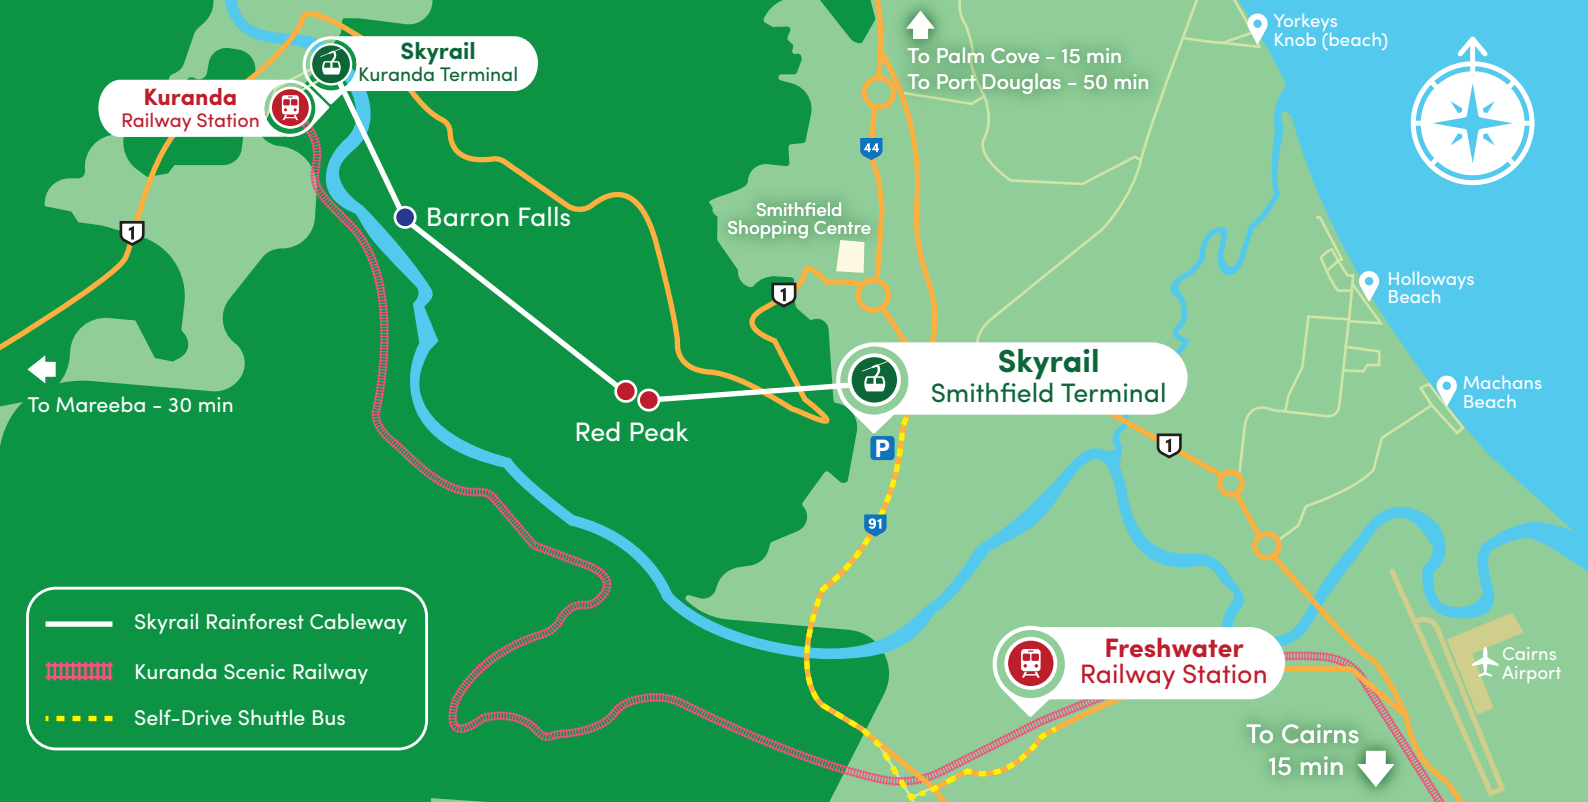 Skyrail
Kuranda Terminal
Kuranda
Railway Station
1
To Mareeba - 30 min
Barron Falls
Red Peak
To Palm Cove - 15 min
To Port Douglas - 50 min
44
Smithfield
Shopping Centre
1
Skyrail
Smithfield Terminal
P
91
1
Yorkeys
Knob (beach)
Holloways
Beach
Machans
Beach
Freshwater
Railway Station
Cairns
Airport
To Cairns
15 min
Skyrail Rainforest Cableway
Kuranda Scenic Railway
Self-Drive Shuttle Bus